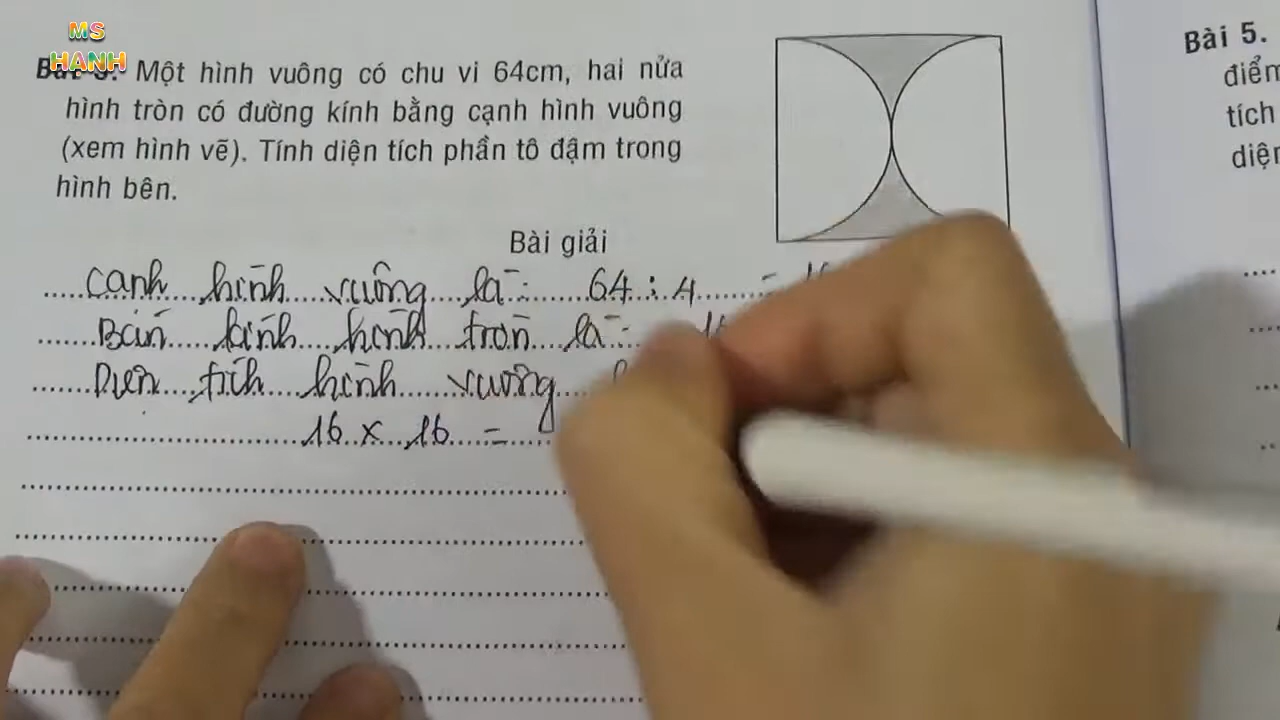 MS
HANH
Một hình vuông có chu vi 64cm, hai nửa
hình tròn có đường kính bằng cạnh hình vuông
(xem hình vẽ). Tính diện tích phần tô đậm trong
hình bên.
Bài giải
cạnh hình vuông là: 64 : 4 =
Bán kính hình tròn là: 16
Diện tích hình vuông
16 x 16 =
Bài 5.
điểm
tích
diện